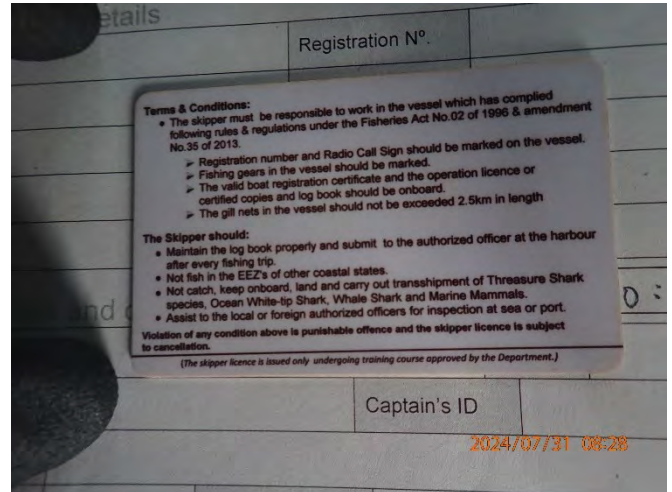 etails
Registration Nº.
Terms & Conditions:
• The skipper must be responsible to work in the vessel which has complied
following rules & regulations under the Fisheries Act No.02 of 1996 & amendment
No.35 of 2013.
➢ Registration number and Radio Call Sign should be marked on the vessel.
➢ Fishing gears in the vessel should be marked.
➢ The valid boat registration certificate and the operation licence or
certified copies and log book should be onboard.
➢ The gill nets in the vessel should not be exceeded 2.5km in length
The Skipper should:
• Maintain the log book properly and submit to the authorized officer at the harbour
after every fishing trip.
• Not fish in the EEZ's of other coastal states.
• Not catch, keep onboard, land and carry out transshipment of Threasure Shark
species, Ocean White-tip Shark, Whale Shark and Marine Mammals.
• Assist to the local or foreign authorized officers for inspection at sea or port.
Violation of any condition above is punishable offence and the skipper licence is subject
to cancellation.
(The skipper licence is issued only undergoing training course approved by the Department.)
Captain's ID
2024/07/31 08:28